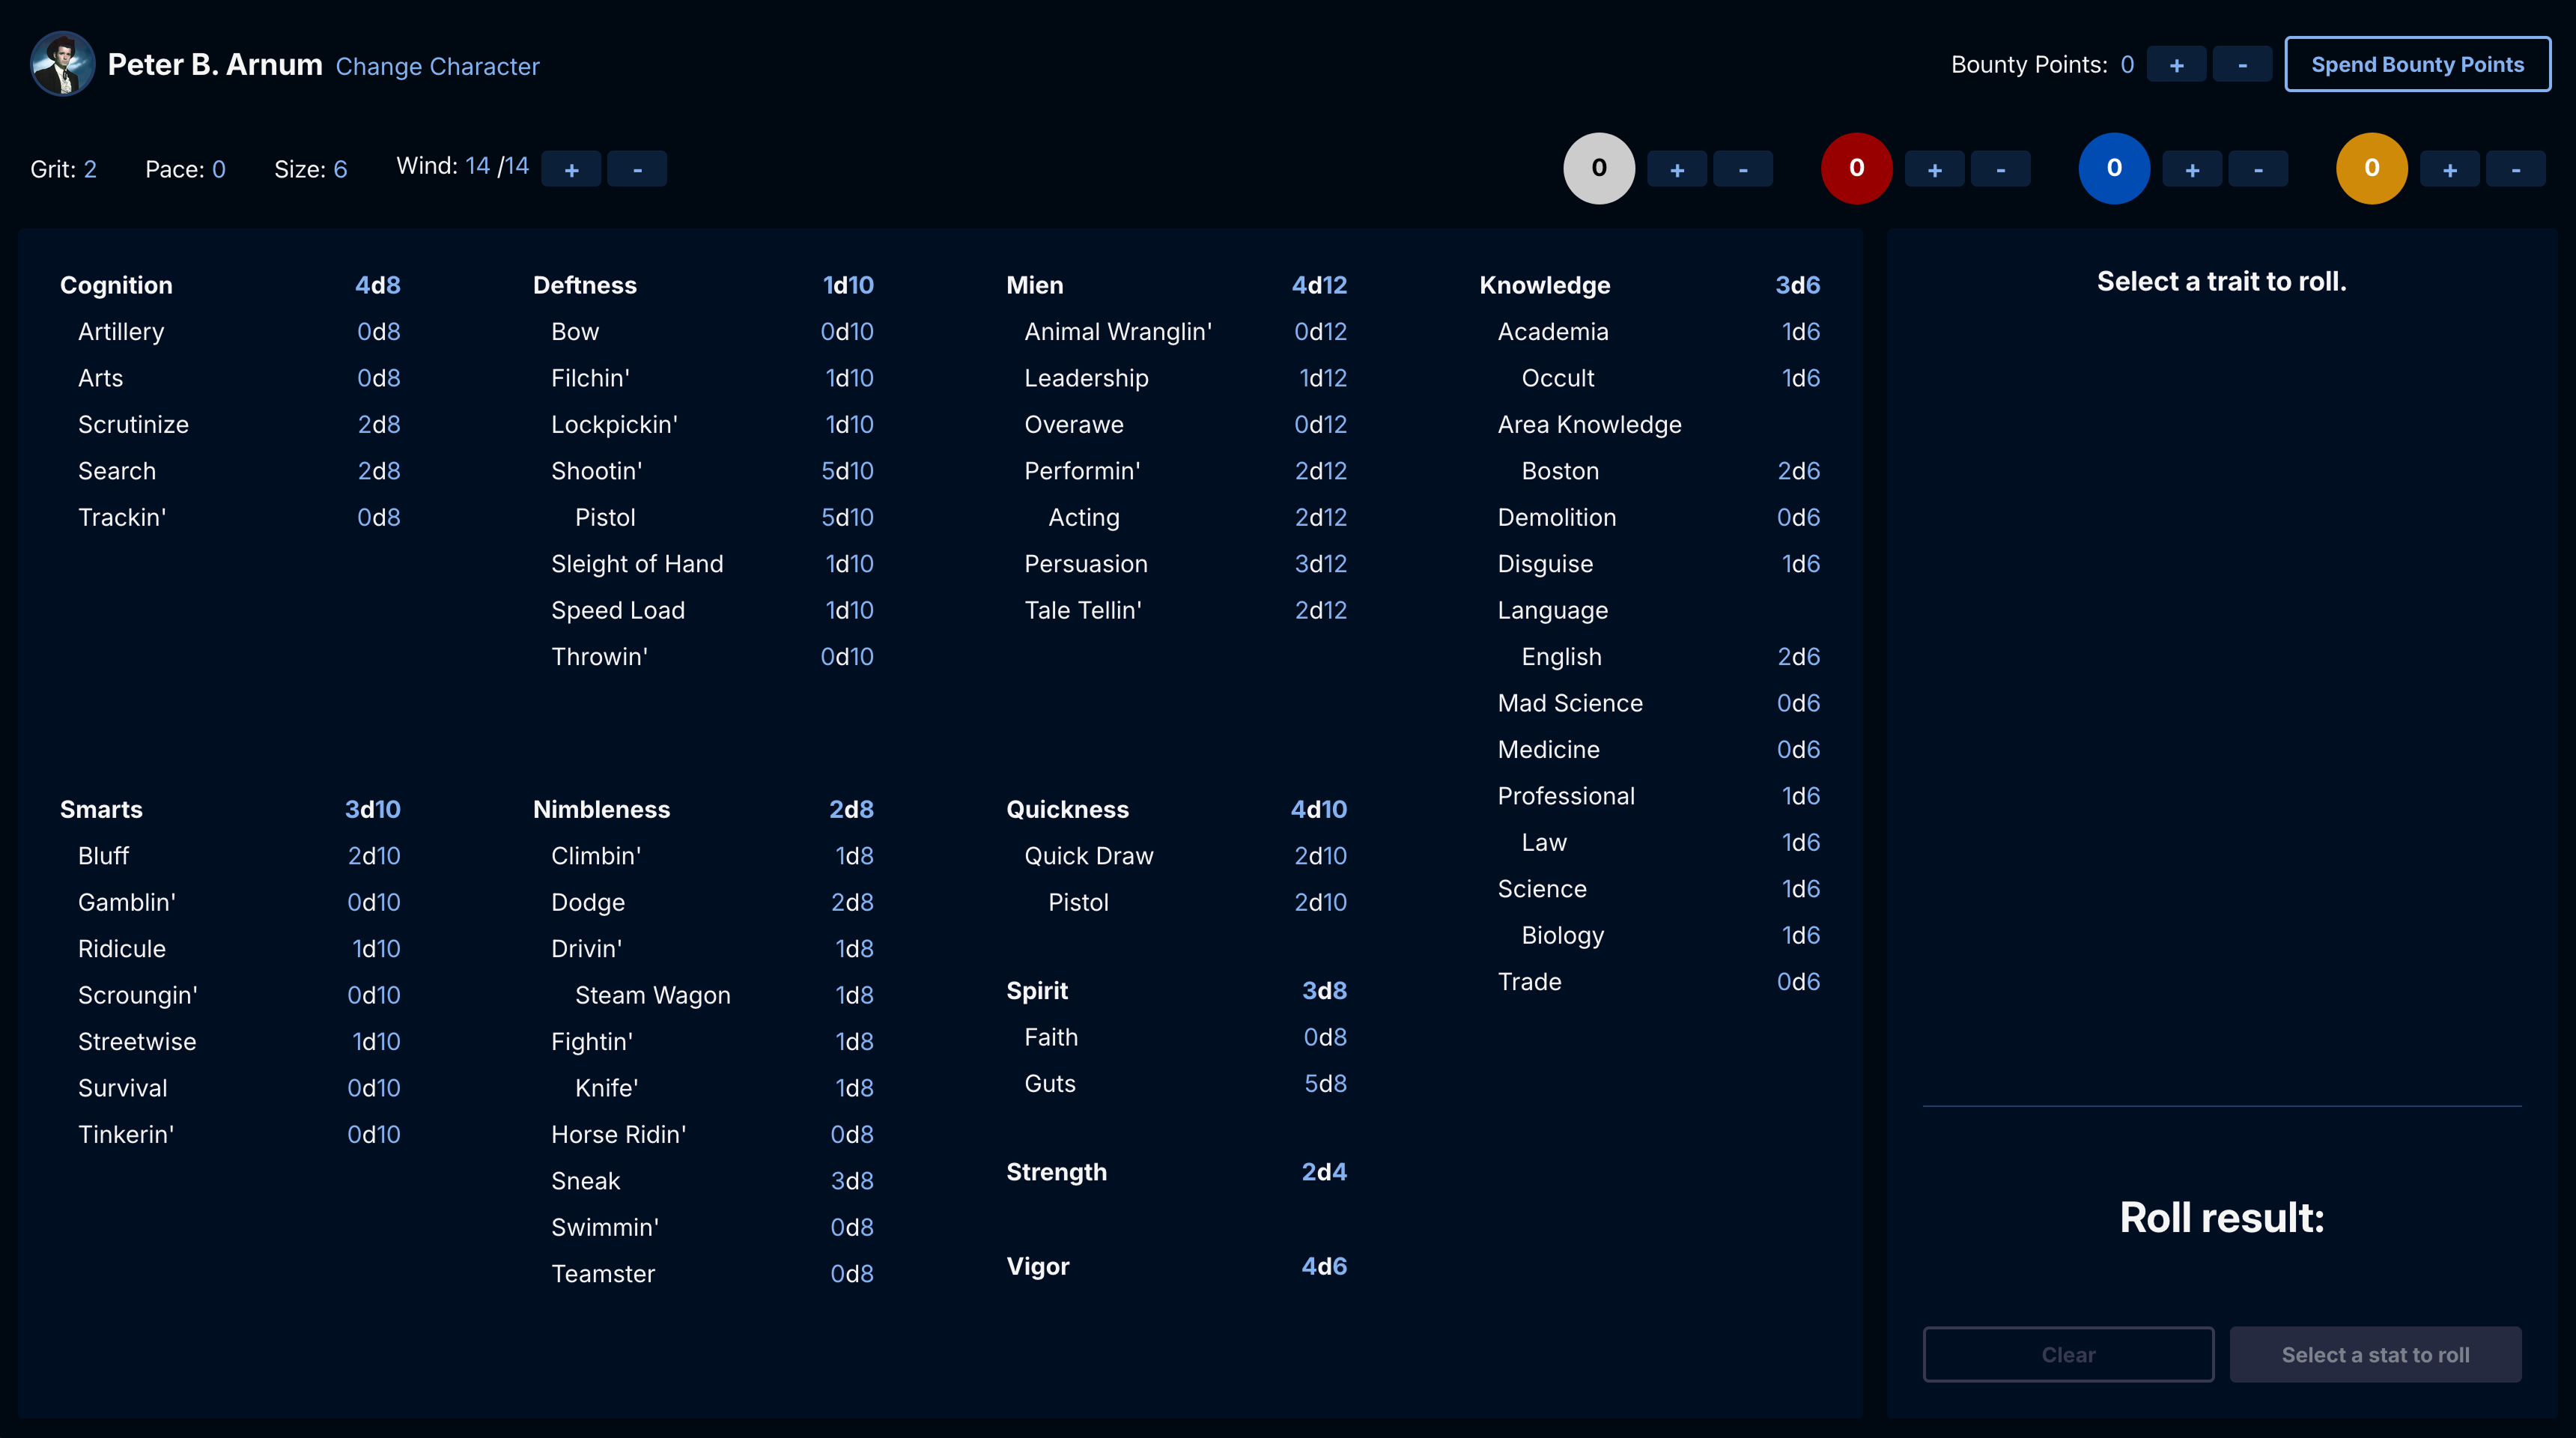 Peter B. Arnum Change Character
Bounty Points: 0 + - Spend Bounty Points
Grit: 2 Pace: 0 Size: 6 Wind: 14 /14 + -
0 + - 0 + - 0 + - 0 + -
Cognition 4d8
Artillery 0d8
Arts 0d8
Scrutinize 2d8
Search 2d8
Trackin' 0d8
Deftness 1d10
Bow 0d10
Filchin' 1d10
Lockpickin' 1d10
Shootin' 5d10
Pistol 5d10
Sleight of Hand 1d10
Speed Load 1d10
Throwin' 0d10
Mien 4d12
Animal Wranglin' 0d12
Leadership 1d12
Overawe 0d12
Performin' 2d12
Acting 2d12
Persuasion 3d12
Tale Tellin' 2d12
Knowledge 3d6
Academia 1d6
Occult 1d6
Area Knowledge
Boston 2d6
Demolition 0d6
Disguise 1d6
Language
English 2d6
Mad Science 0d6
Medicine 0d6
Professional 1d6
Law 1d6
Science 1d6
Biology 1d6
Trade 0d6
Smarts 3d10
Bluff 2d10
Gamblin' 0d10
Ridicule 1d10
Scroungin' 0d10
Streetwise 1d10
Survival 0d10
Tinkerin' 0d10
Nimbleness 2d8
Climbin' 1d8
Dodge 2d8
Drivin' 1d8
Steam Wagon 1d8
Fightin' 1d8
Knife' 1d8
Horse Ridin' 0d8
Sneak 3d8
Swimmin' 0d8
Teamster 0d8
Quickness 4d10
Quick Draw 2d10
Pistol 2d10
Spirit 3d8
Faith 0d8
Guts 5d8
Strength 2d4
Vigor 4d6
Select a trait to roll.
Roll result:
Clear Select a stat to roll